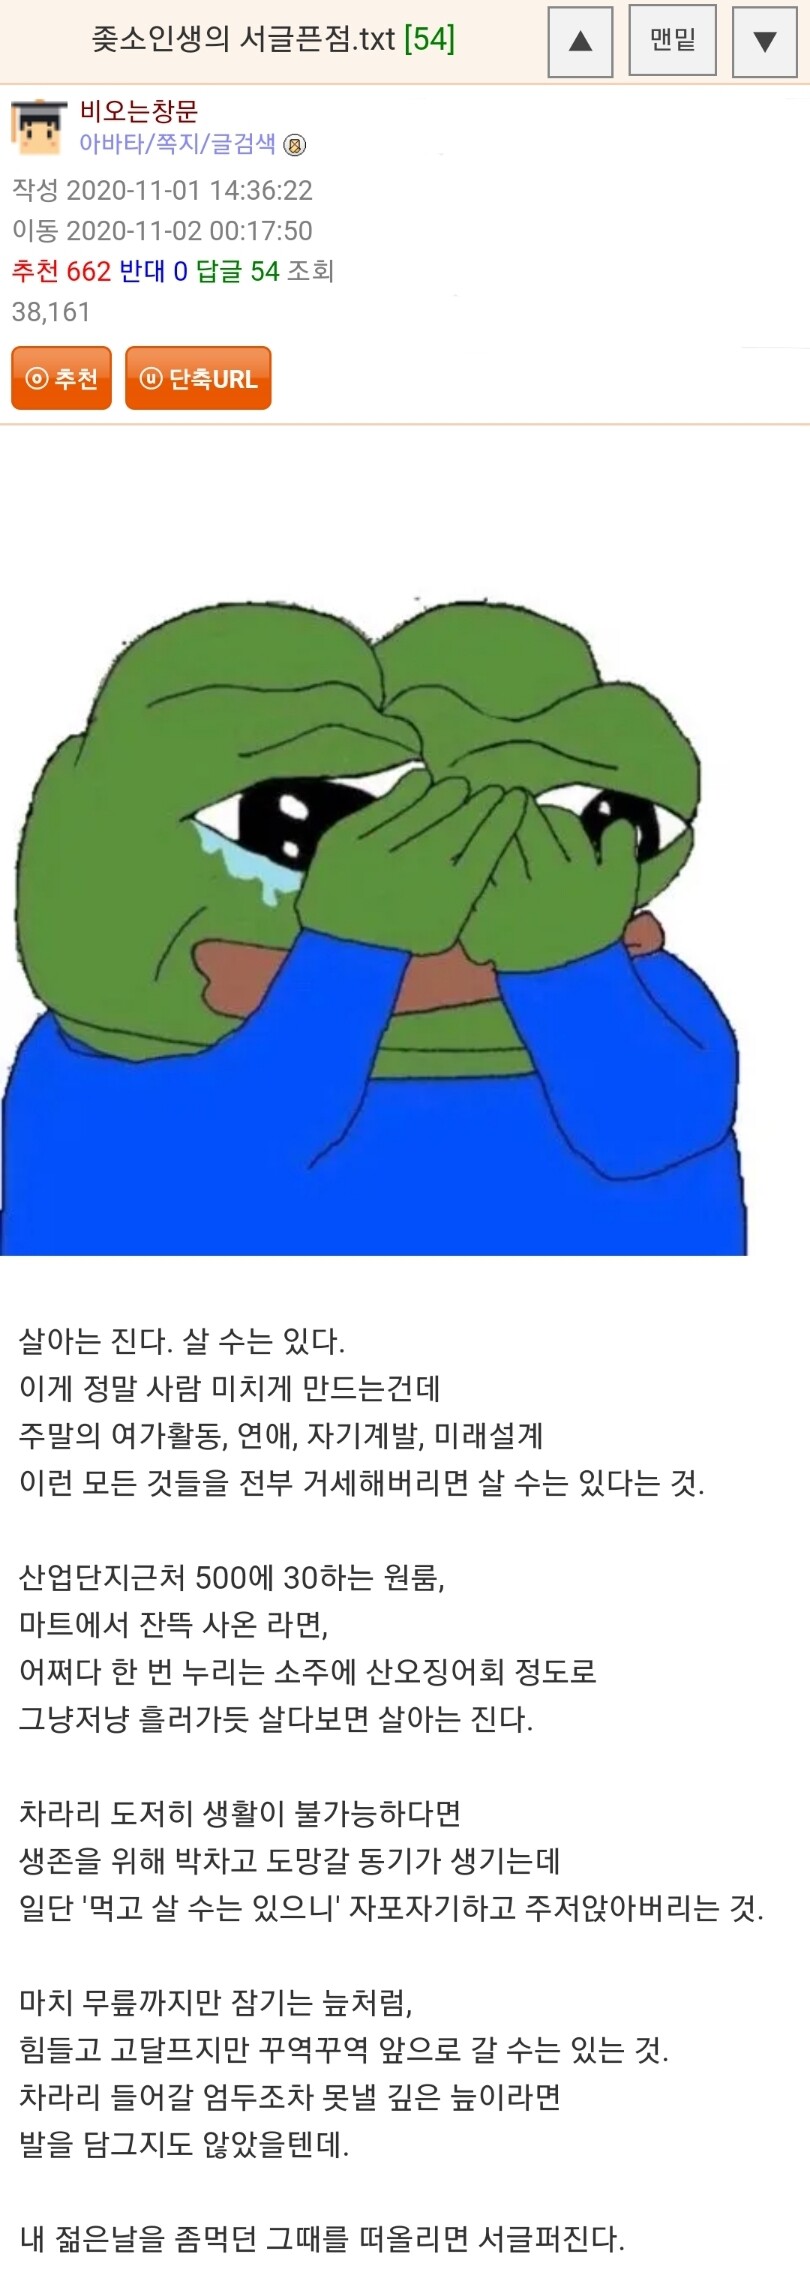 좆소인생의 서글픈점.txt [54]
▲
맨밑
▼
비오는창문
아바타/쪽지/글검색
작성 2020-11-01 14:36:22
이동 2020-11-02 00:17:50
추천 662 반대 0 답글 54 조회
38,161
추천
단축URL
살아는 진다. 살 수는 있다.
이게 정말 사람 미치게 만드는건데
주말의 여가활동, 연애, 자기계발, 미래설계
이런 모든 것들을 전부 거세해버리면 살 수는 있다는 것.
산업단지근처 500에 30하는 원룸,
마트에서 잔뜩 사온 라면,
어쩌다 한 번 누리는 소주에 산오징어회 정도로
그냥저냥 흘러가듯 살다보면 살아는 진다.
차라리 도저히 생활이 불가능하다면
생존을 위해 박차고 도망갈 동기가 생기는데
일단 '먹고 살 수는 있으니' 자포자기하고 주저앉아버리는 것.
마치 무릎까지만 잠기는 늪처럼,
힘들고 고달프지만 꾸역꾸역 앞으로 갈 수는 있는 것.
차라리 들어갈 엄두조차 못낼 깊은 늪이라면
발을 담그지도 않았을텐데.
내 젊은날을 좀먹던 그때를 떠올리면 서글퍼진다.